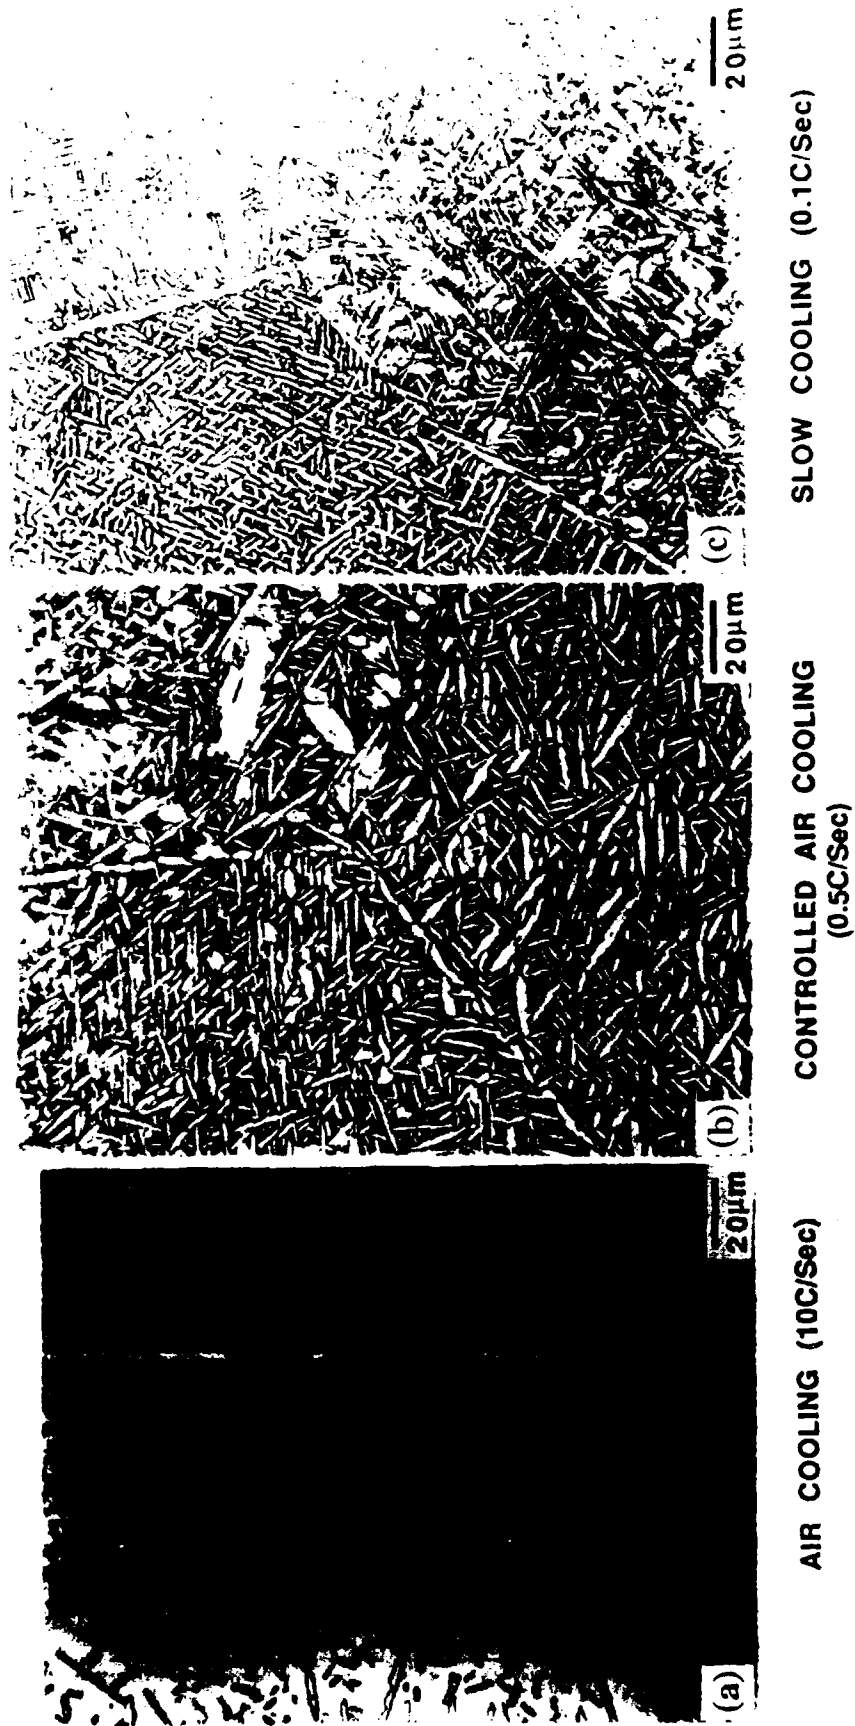 (a)
20µm
AIR COOLING (10C/Sec)
(b)
20µm
CONTROLLED AIR COOLING
(0.5C/Sec)
(c)
20µm
SLOW COOLING (0.1C/Sec)